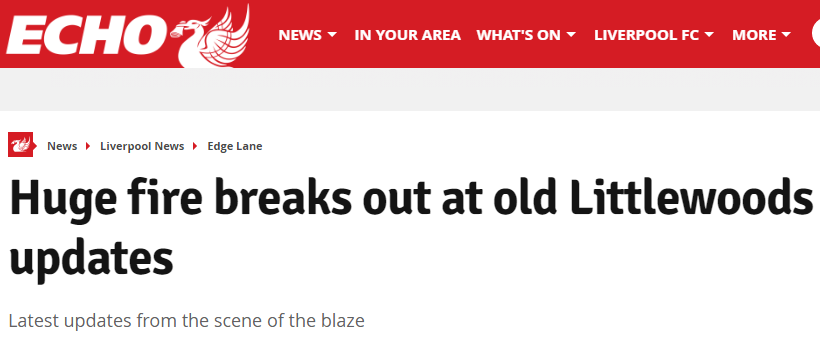 ECHO NEWS IN YOUR AREA WHAT'S ON LIVERPOOL FC MORE
News Liverpool News Edge Lane
Huge fire breaks out at old Littlewoods
updates
Latest updates from the scene of the blaze